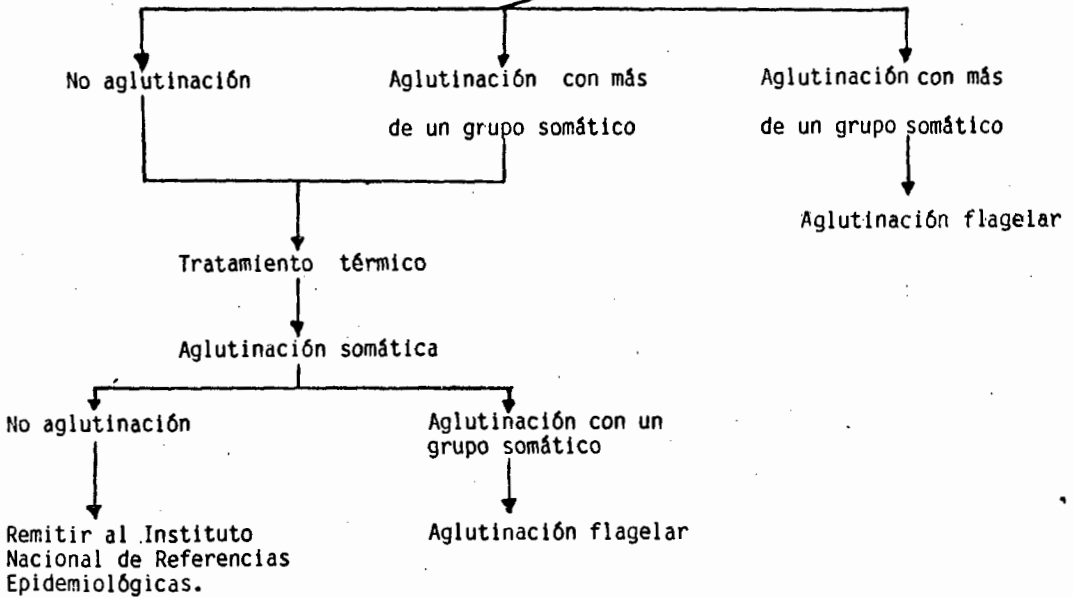 No aglutinación
Aglutinación con más
de un grupo somático
Aglutinación con más
de un grupo somático
Aglutinación flagelar
Tratamiento térmico
Aglutinación somática
No aglutinación
Aglutinación con un
grupo somático
Remitir al Instituto
Nacional de Referencias
Epidemiológicas.
Aglutinación flagelar